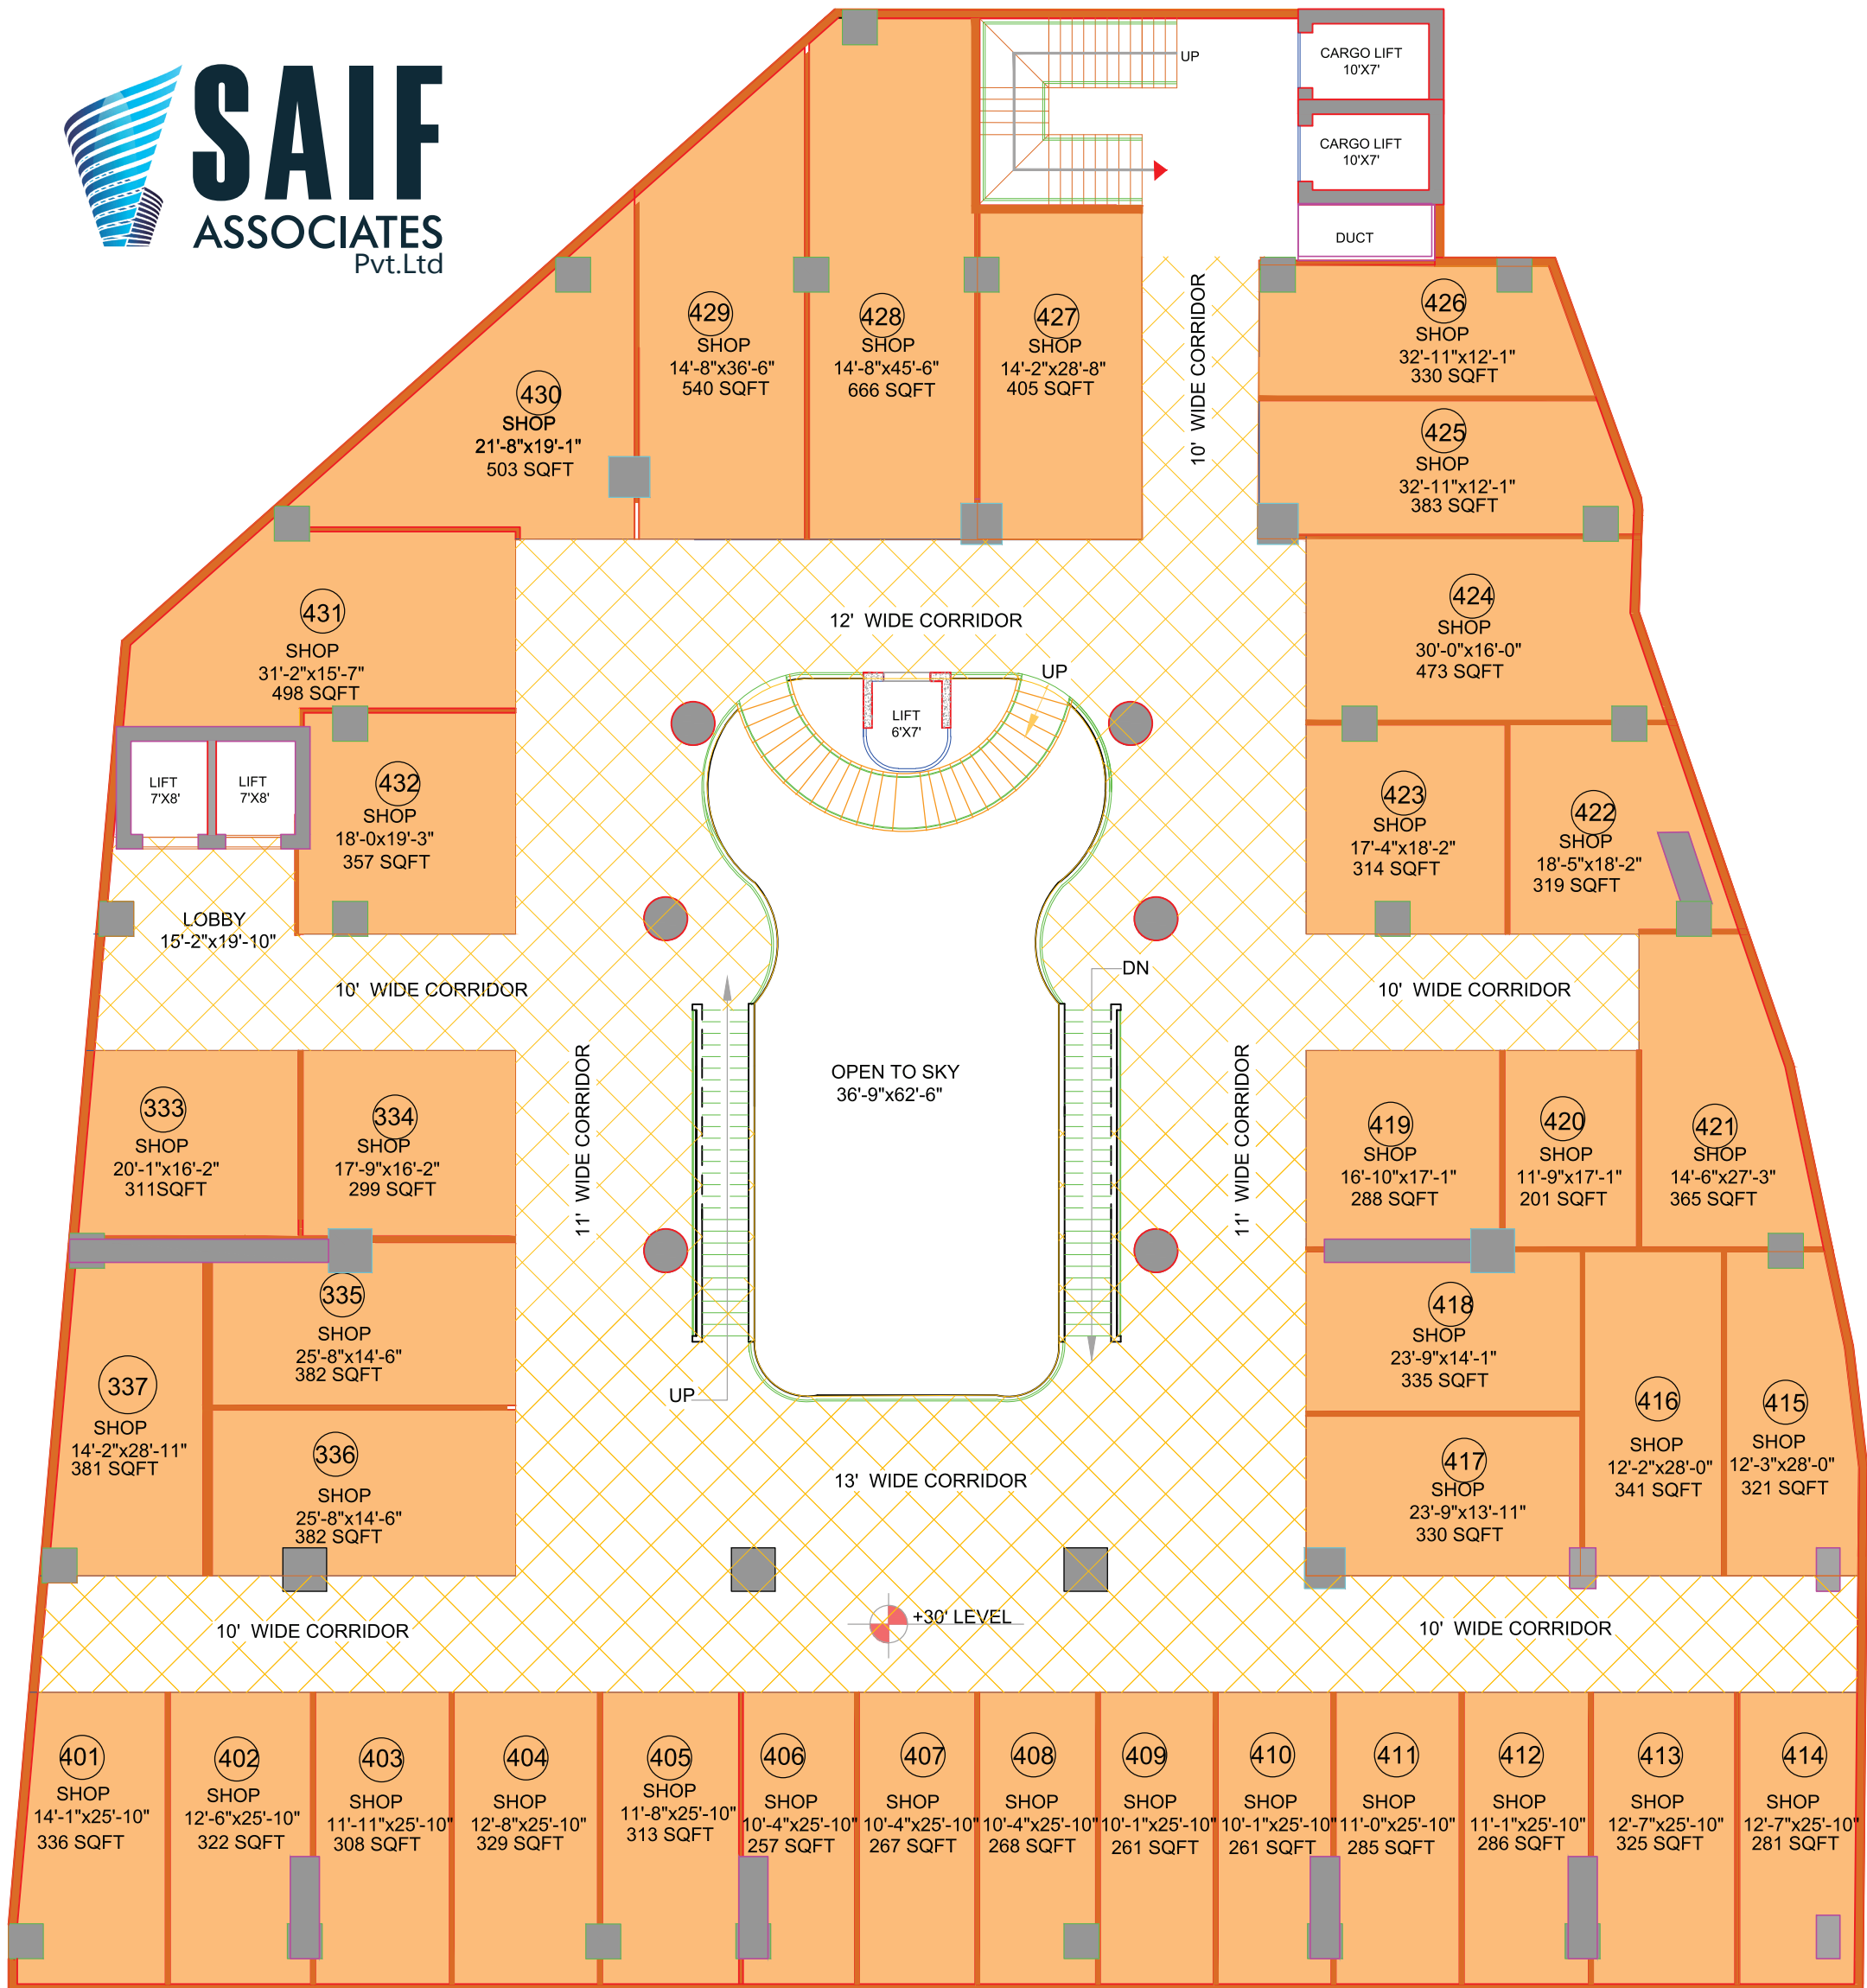 SAIF
ASSOCIATES
Pvt.Ltd
UP
CARGO LIFT
10'X7'
CARGO LIFT
10'X7'
DUCT
430
SHOP
21'-8"x19'-1"
503 SQFT
429
SHOP
14'-8"x36'-6"
540 SQFT
428
SHOP
14'-8"x45'-6"
666 SQFT
427
SHOP
14'-2"x28'-8"
405 SQFT
10' WIDE CORRIDOR
426
SHOP
32'-11"x12'-1"
330 SQFT
425
SHOP
32'-11"x12'-1"
383 SQFT
431
SHOP
31'-2"x15'-7"
498 SQFT
12' WIDE CORRIDOR
424
SHOP
30'-0"x16'-0"
473 SQFT
UP
LIFT
6'X7'
LIFT
7'X8'
LIFT
7'X8'
432
SHOP
18'-0x19'-3"
357 SQFT
423
SHOP
17'-4"x18'-2"
314 SQFT
422
SHOP
18'-5"x18'-2"
319 SQFT
LOBBY
15'-2"x19'-10"
10' WIDE CORRIDOR
DN
10' WIDE CORRIDOR
333
SHOP
20'-1"x16'-2"
311SQFT
334
SHOP
17'-9"x16'-2"
299 SQFT
11' WIDE CORRIDOR
OPEN TO SKY
36'-9"x62'-6"
11' WIDE CORRIDOR
419
SHOP
16'-10"x17'-1"
288 SQFT
420
SHOP
11'-9"x17'-1"
201 SQFT
421
SHOP
14'-6"x27'-3"
365 SQFT
335
SHOP
25'-8"x14'-6"
382 SQFT
337
SHOP
14'-2"x28'-11"
381 SQFT
336
SHOP
25'-8"x14'-6"
382 SQFT
UP
13' WIDE CORRIDOR
418
SHOP
23'-9"x14'-1"
335 SQFT
417
SHOP
23'-9"x13'-11"
330 SQFT
416
SHOP
12'-2"x28'-0"
341 SQFT
415
SHOP
12'-3"x28'-0"
321 SQFT
10' WIDE CORRIDOR
+30' LEVEL
10' WIDE CORRIDOR
401
SHOP
14'-1"x25'-10"
336 SQFT
402
SHOP
12'-6"x25'-10"
322 SQFT
403
SHOP
11'-11"x25'-10"
308 SQFT
404
SHOP
12'-8"x25'-10"
329 SQFT
405
SHOP
11'-8"x25'-10"
313 SQFT
406
SHOP
10'-4"x25'-10"
257 SQFT
407
SHOP
10'-4"x25'-10"
267 SQFT
408
SHOP
10'-4"x25'-10"
268 SQFT
409
SHOP
10'-1"x25'-10"
261 SQFT
410
SHOP
10'-1"x25'-10"
261 SQFT
411
SHOP
11'-0"x25'-10"
285 SQFT
412
SHOP
11'-1"x25'-10"
286 SQFT
413
SHOP
12'-7"x25'-10"
325 SQFT
414
SHOP
12'-7"x25'-10"
281 SQFT